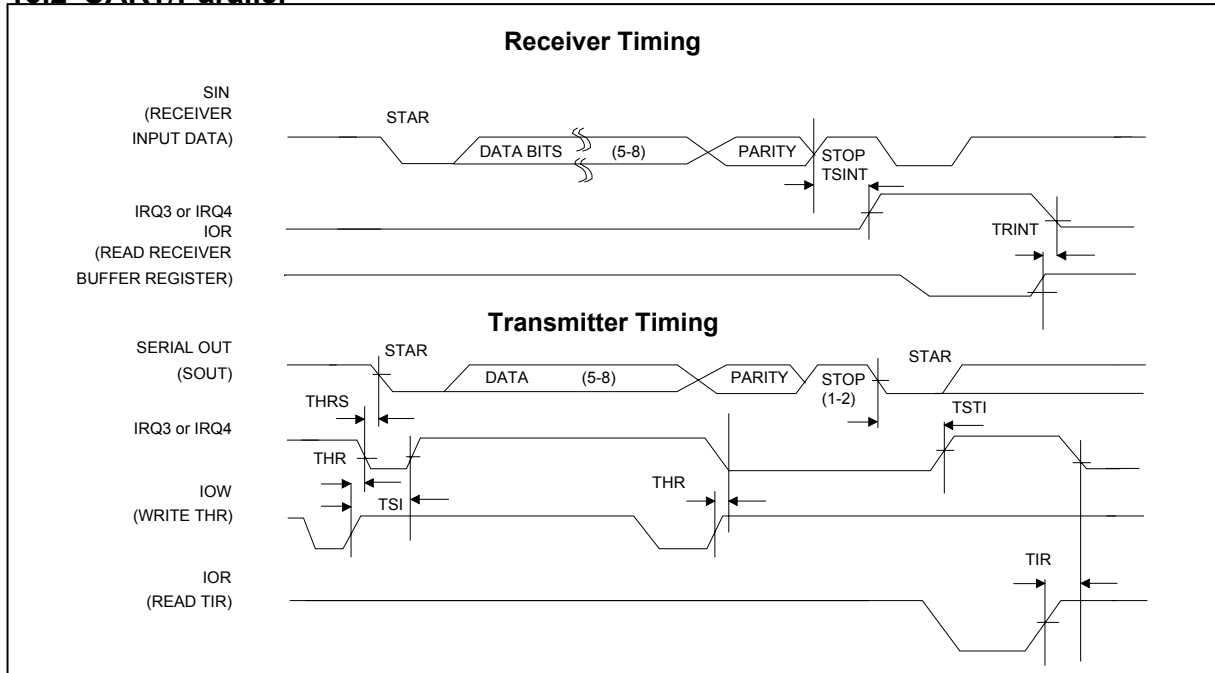 Receiver Timing
SIN
(RECEIVER
INPUT DATA)
STAR
DATA BITS (5-8)
PARITY
STOP
TSINT
IRQ3 or IRQ4
IOR
(READ RECEIVER
BUFFER REGISTER)
TRINT
Transmitter Timing
SERIAL OUT
(SOUT)
STAR
DATA (5-8)
PARITY
STOP
(1-2)
STAR
THRS
TSTI
IRQ3 or IRQ4
THR
THR
IOW
(WRITE THR)
TSI
IOR
(READ TIR)
TIR